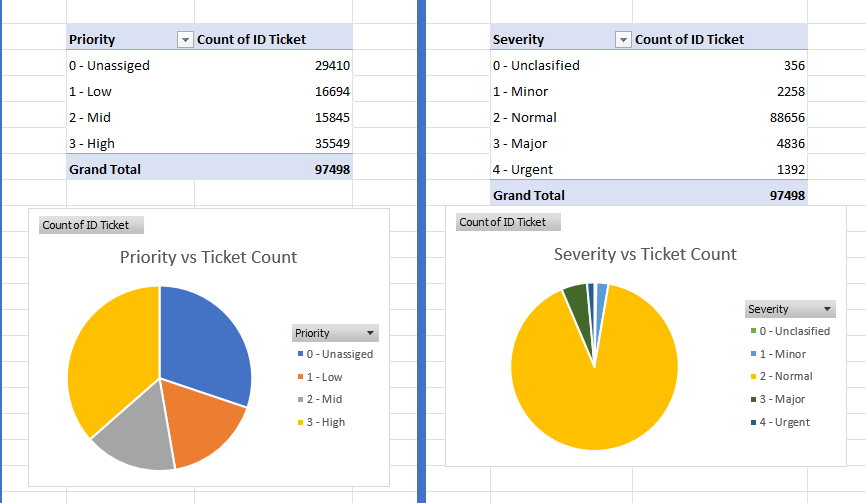 Priority Count of ID Ticket
0 - Unassiged 29410
1 - Low 16694
2 - Mid 15845
3 - High 35549
Grand Total 97498
Count of ID Ticket
Priority vs Ticket Count
Priority
0 - Unassiged
1 - Low
2 - Mid
3 - High
Severity Count of ID Ticket
0 - Unclasified 356
1 - Minor 2258
2 - Normal 88656
3 - Major 4836
4 - Urgent 1392
Grand Total 97498
Count of ID Ticket
Severity vs Ticket Count
Severity
0 - Unclasified
1 - Minor
2 - Normal
3 - Major
4 - Urgent